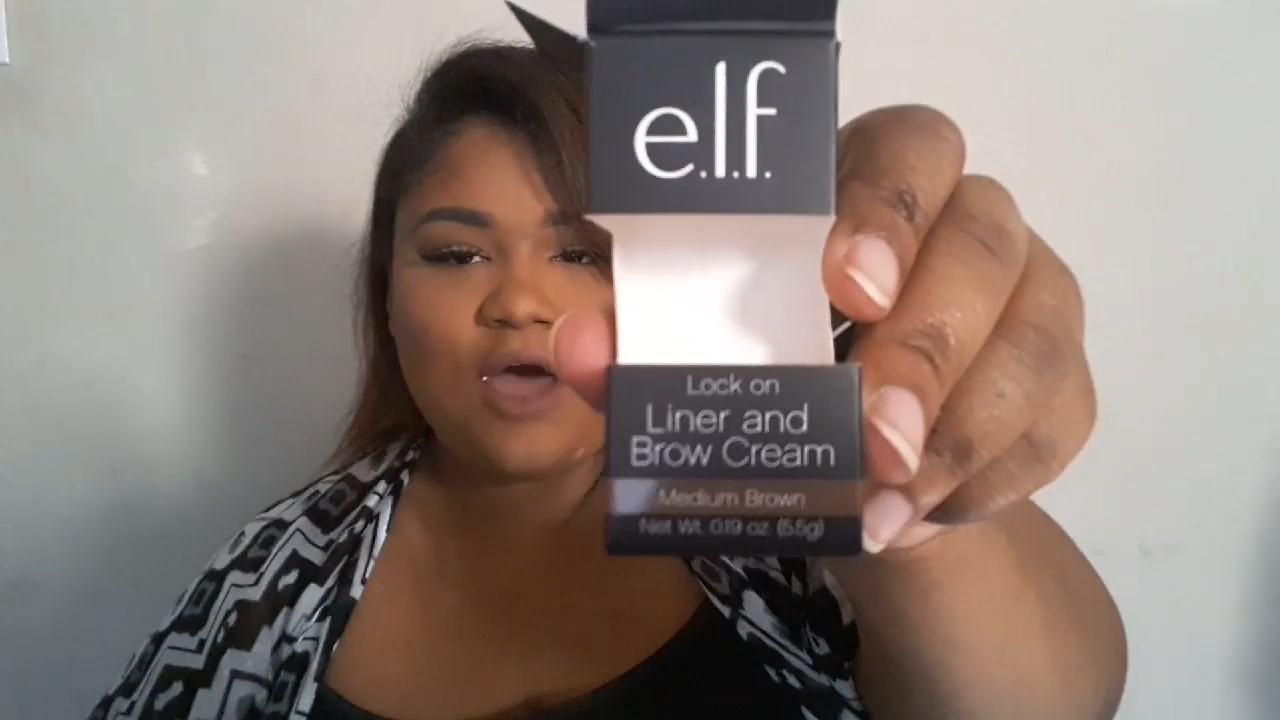 e.l.f.
Lock on
Liner and
Brow Cream
Medium Brown
Net Wt. 0.19 oz. (5.5g)